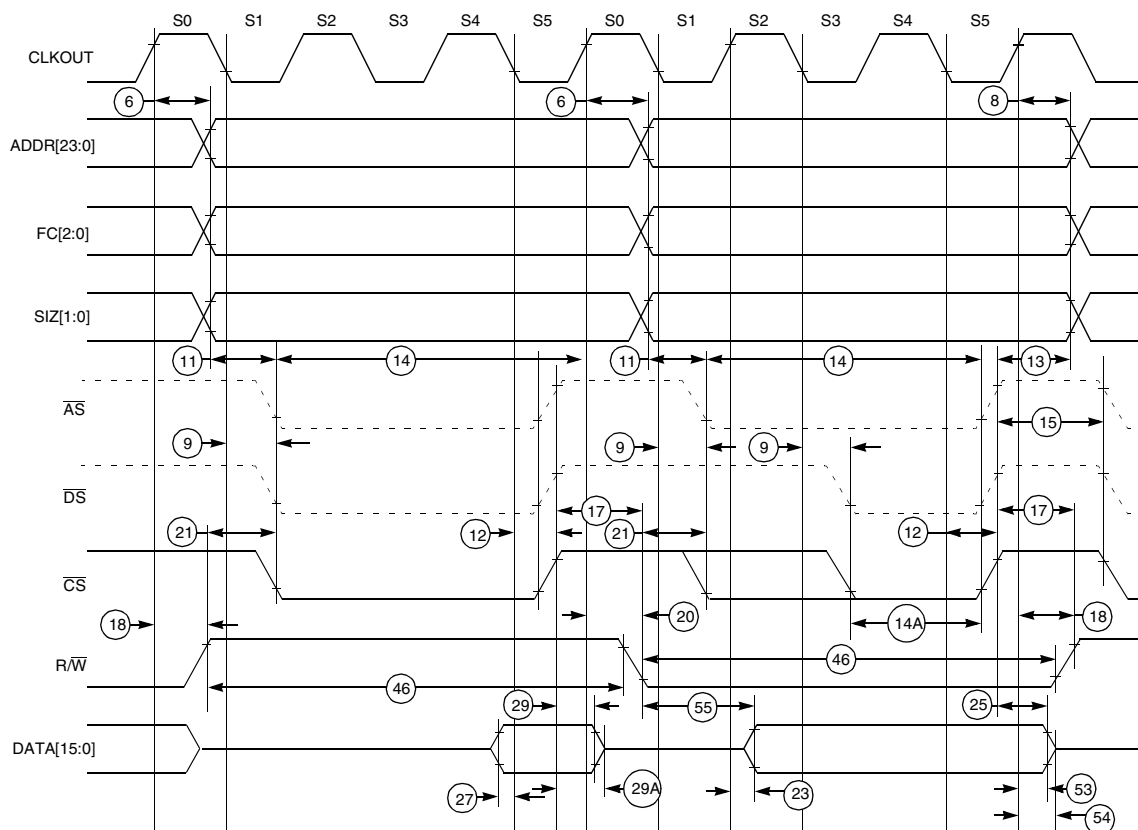 S0 S1 S2 S3 S4 S5 S0 S1 S2 S3 S4 S5
CLKOUT
6 6 8
ADDR[23:0]
FC[2:0]
SIZ[1:0]
11 14 11 14 13
AS
15
9 9 9
DS
17 17
21 12 21 12
CS
18 20 14A 18
R/W
46
46
29 55 25
DATA[15:0]
27 29A 23 53
54